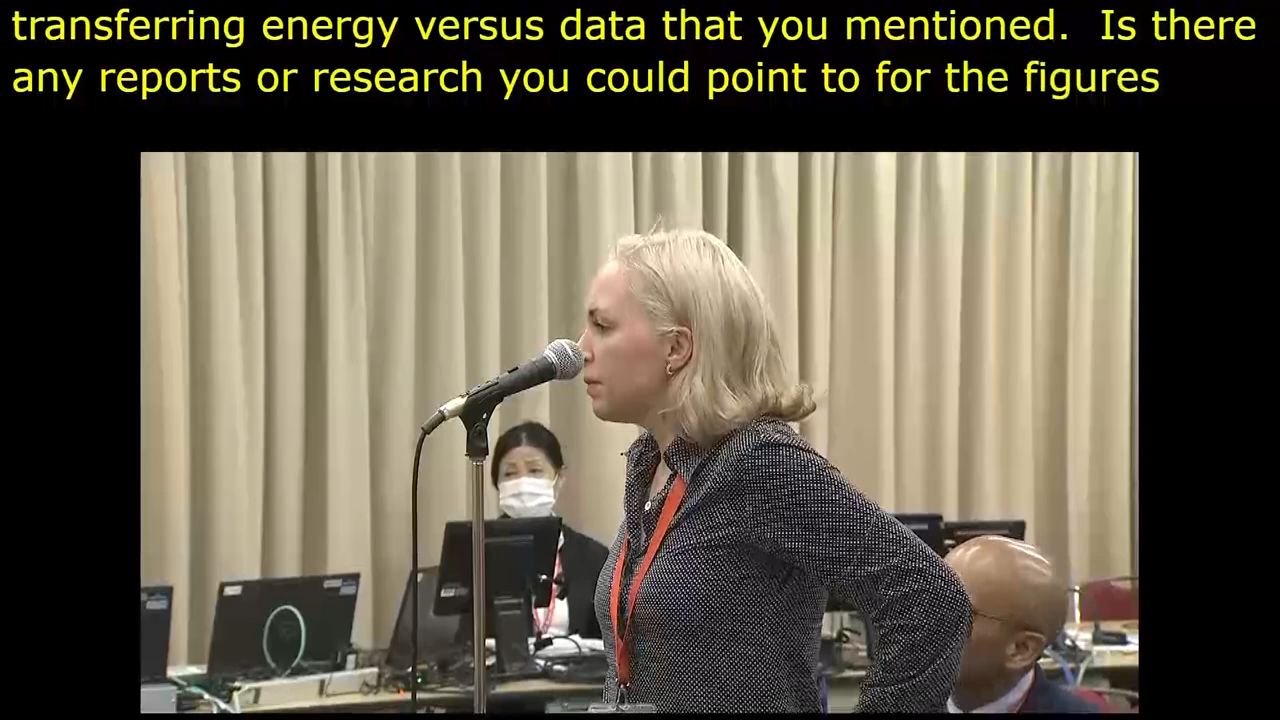 transferring energy versus data that you mentioned.  Is there
any reports or research you could point to for the figures